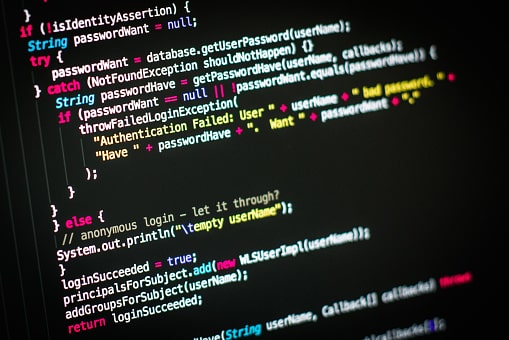 }
if (!isIdentityAssertion) {
String passwordWant = null;
try {
passwordWant = database.getUserPassword(userName);
} catch (NotFoundException shouldNotHappen) {}
String passwordHave = getPasswordHave(userName, callbacks);
if (passwordWant == null || !passwordWant.equals(passwordHave)) {
throwFailedLoginException(
"Authentication Failed: User " + userName + " bad password. " +
"Have " + passwordHave + ".  Want " + passwordWant + "."
);
}
}
} else {
// anonymous login – let it through?
System.out.println("\tempty userName");
}
loginSucceeded = true;
principalsForSubject.add(new WLSUserImpl(userName));
addGroupsForSubject(userName);
return loginSucceeded;
(String userName, Callback[] callbacks) throws